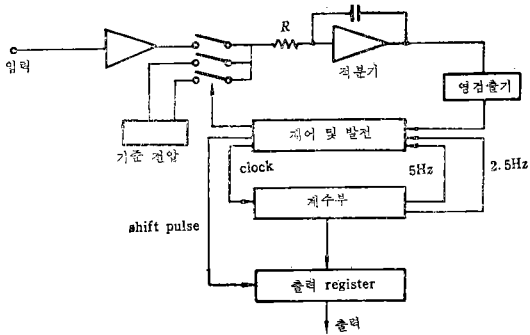 R
입력
적분기
영검출기
기준 전압
제어 및 발진
clock
5Hz
2.5Hz
계수부
shift pulse
출력 register
출력